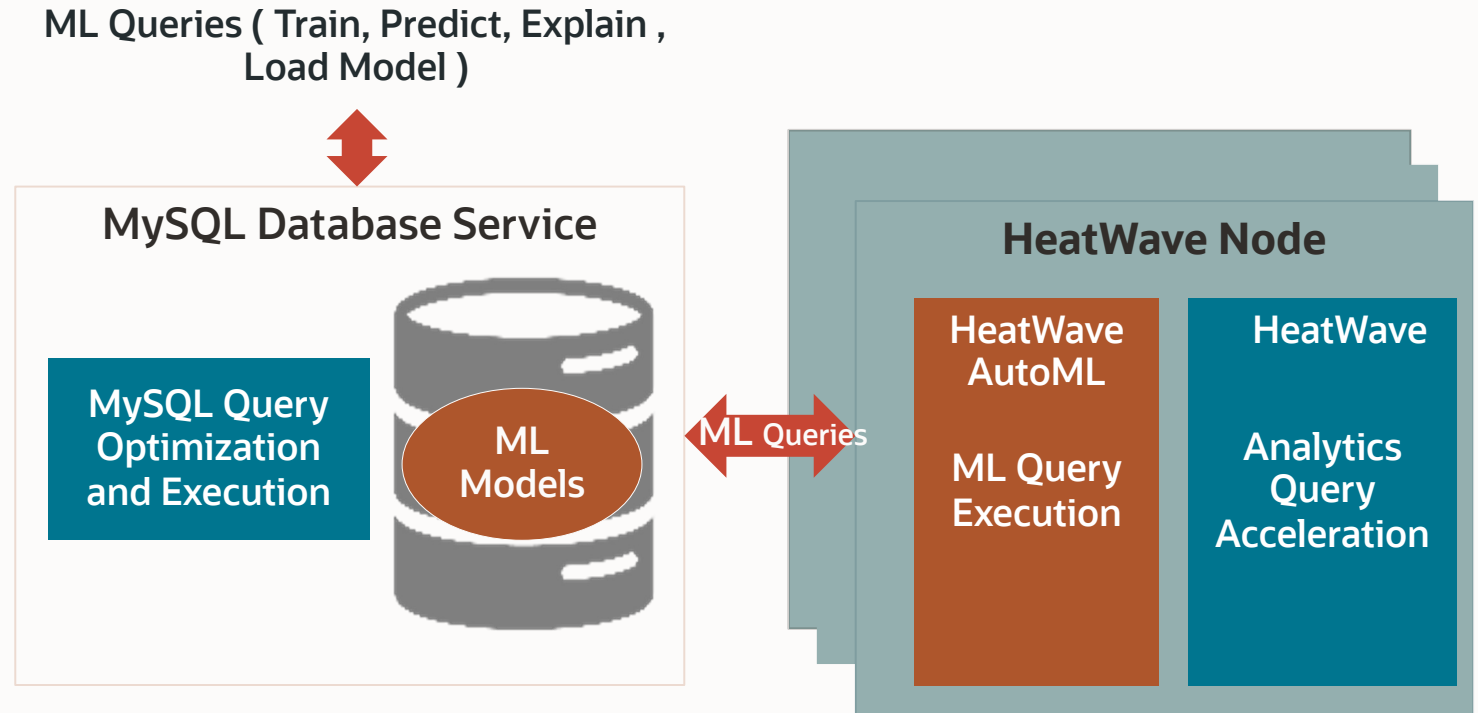 ML Queries ( Train, Predict, Explain ,
Load Model )
MySQL Database Service
MySQL Query
Optimization
and Execution
ML
Models
ML Queries
HeatWave Node
HeatWave
AutoML
ML Query
Execution
HeatWave
Analytics
Query
Acceleration